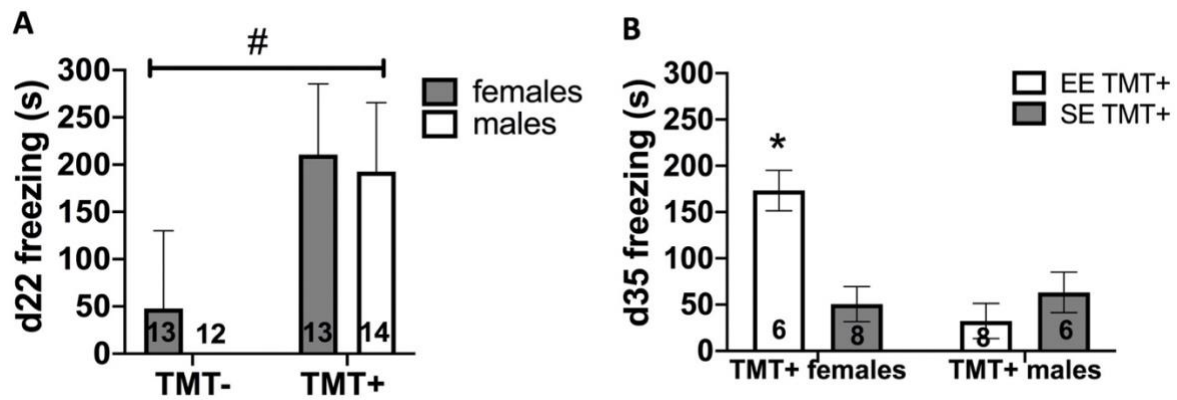 A
#
d22 freezing (s)
300
250
200
150
100
50
0
13
12
13
14
TMT-
TMT+
females
males
B
d35 freezing (s)
300
250
200
150
100
50
0
*
6
8
8
6
TMT+ females
TMT+ males
EE TMT+
SE TMT+